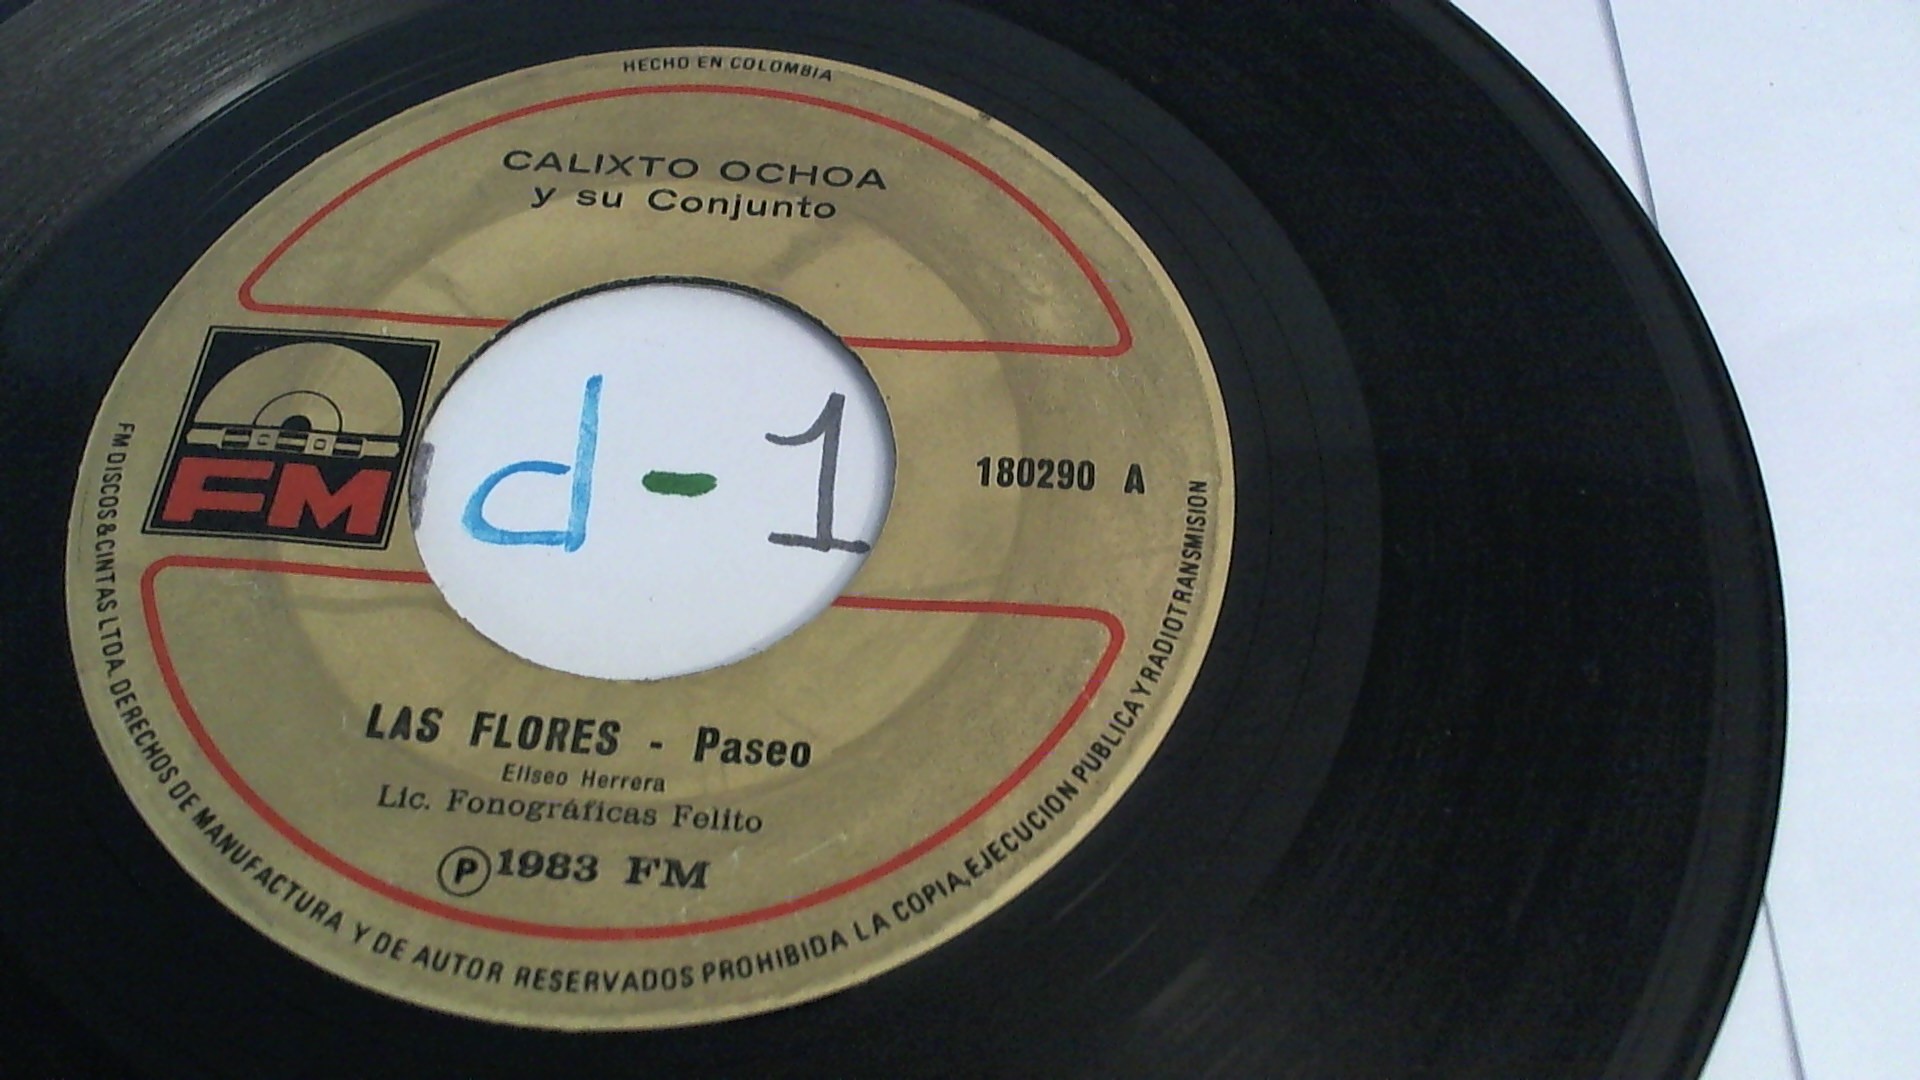 HECHO EN COLOMBIA
CALIXTO OCHOA
y su Conjunto
FM
d-1
180290 A
LAS FLORES - Paseo
Eliseo Herrera
Lic. Fonográficas Felito
Ⓟ1983 FM
FM DISCOS & CINTAS LTDA. DERECHOS DE MANUFACTURA Y DE AUTOR RESERVADOS PROHIBIDA LA COPIA, EJECUCION PUBLICA Y RADIOTRANSMISION